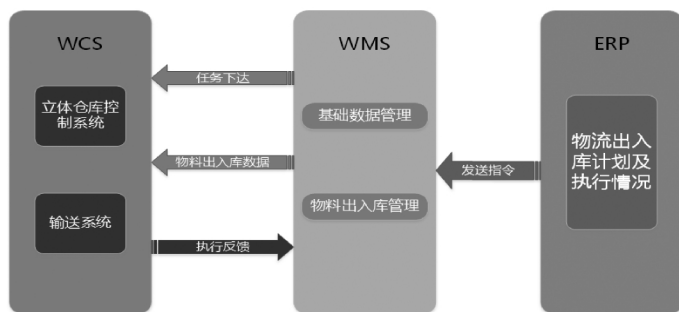 WCS
立体仓库控
制系统
输送系统
任务下达
物料出入库数据
执行反馈
WMS
基础数据管理
物料出入库管理
发送指令
ERP
物流出入
库计划及
执行情况